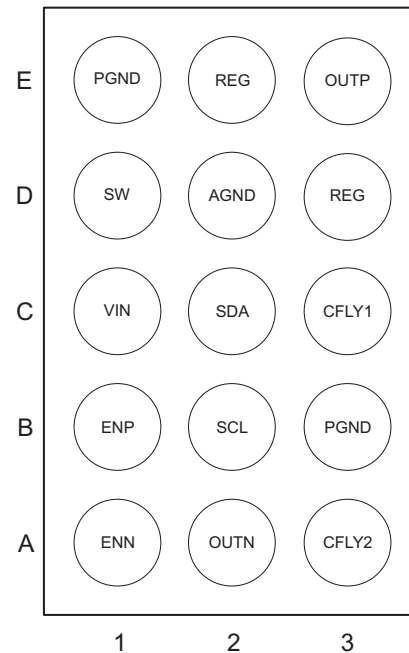 E PGND REG OUTP
D SW AGND REG
C VIN SDA CFLY1
B ENP SCL PGND
A ENN OUTN CFLY2
1 2 3